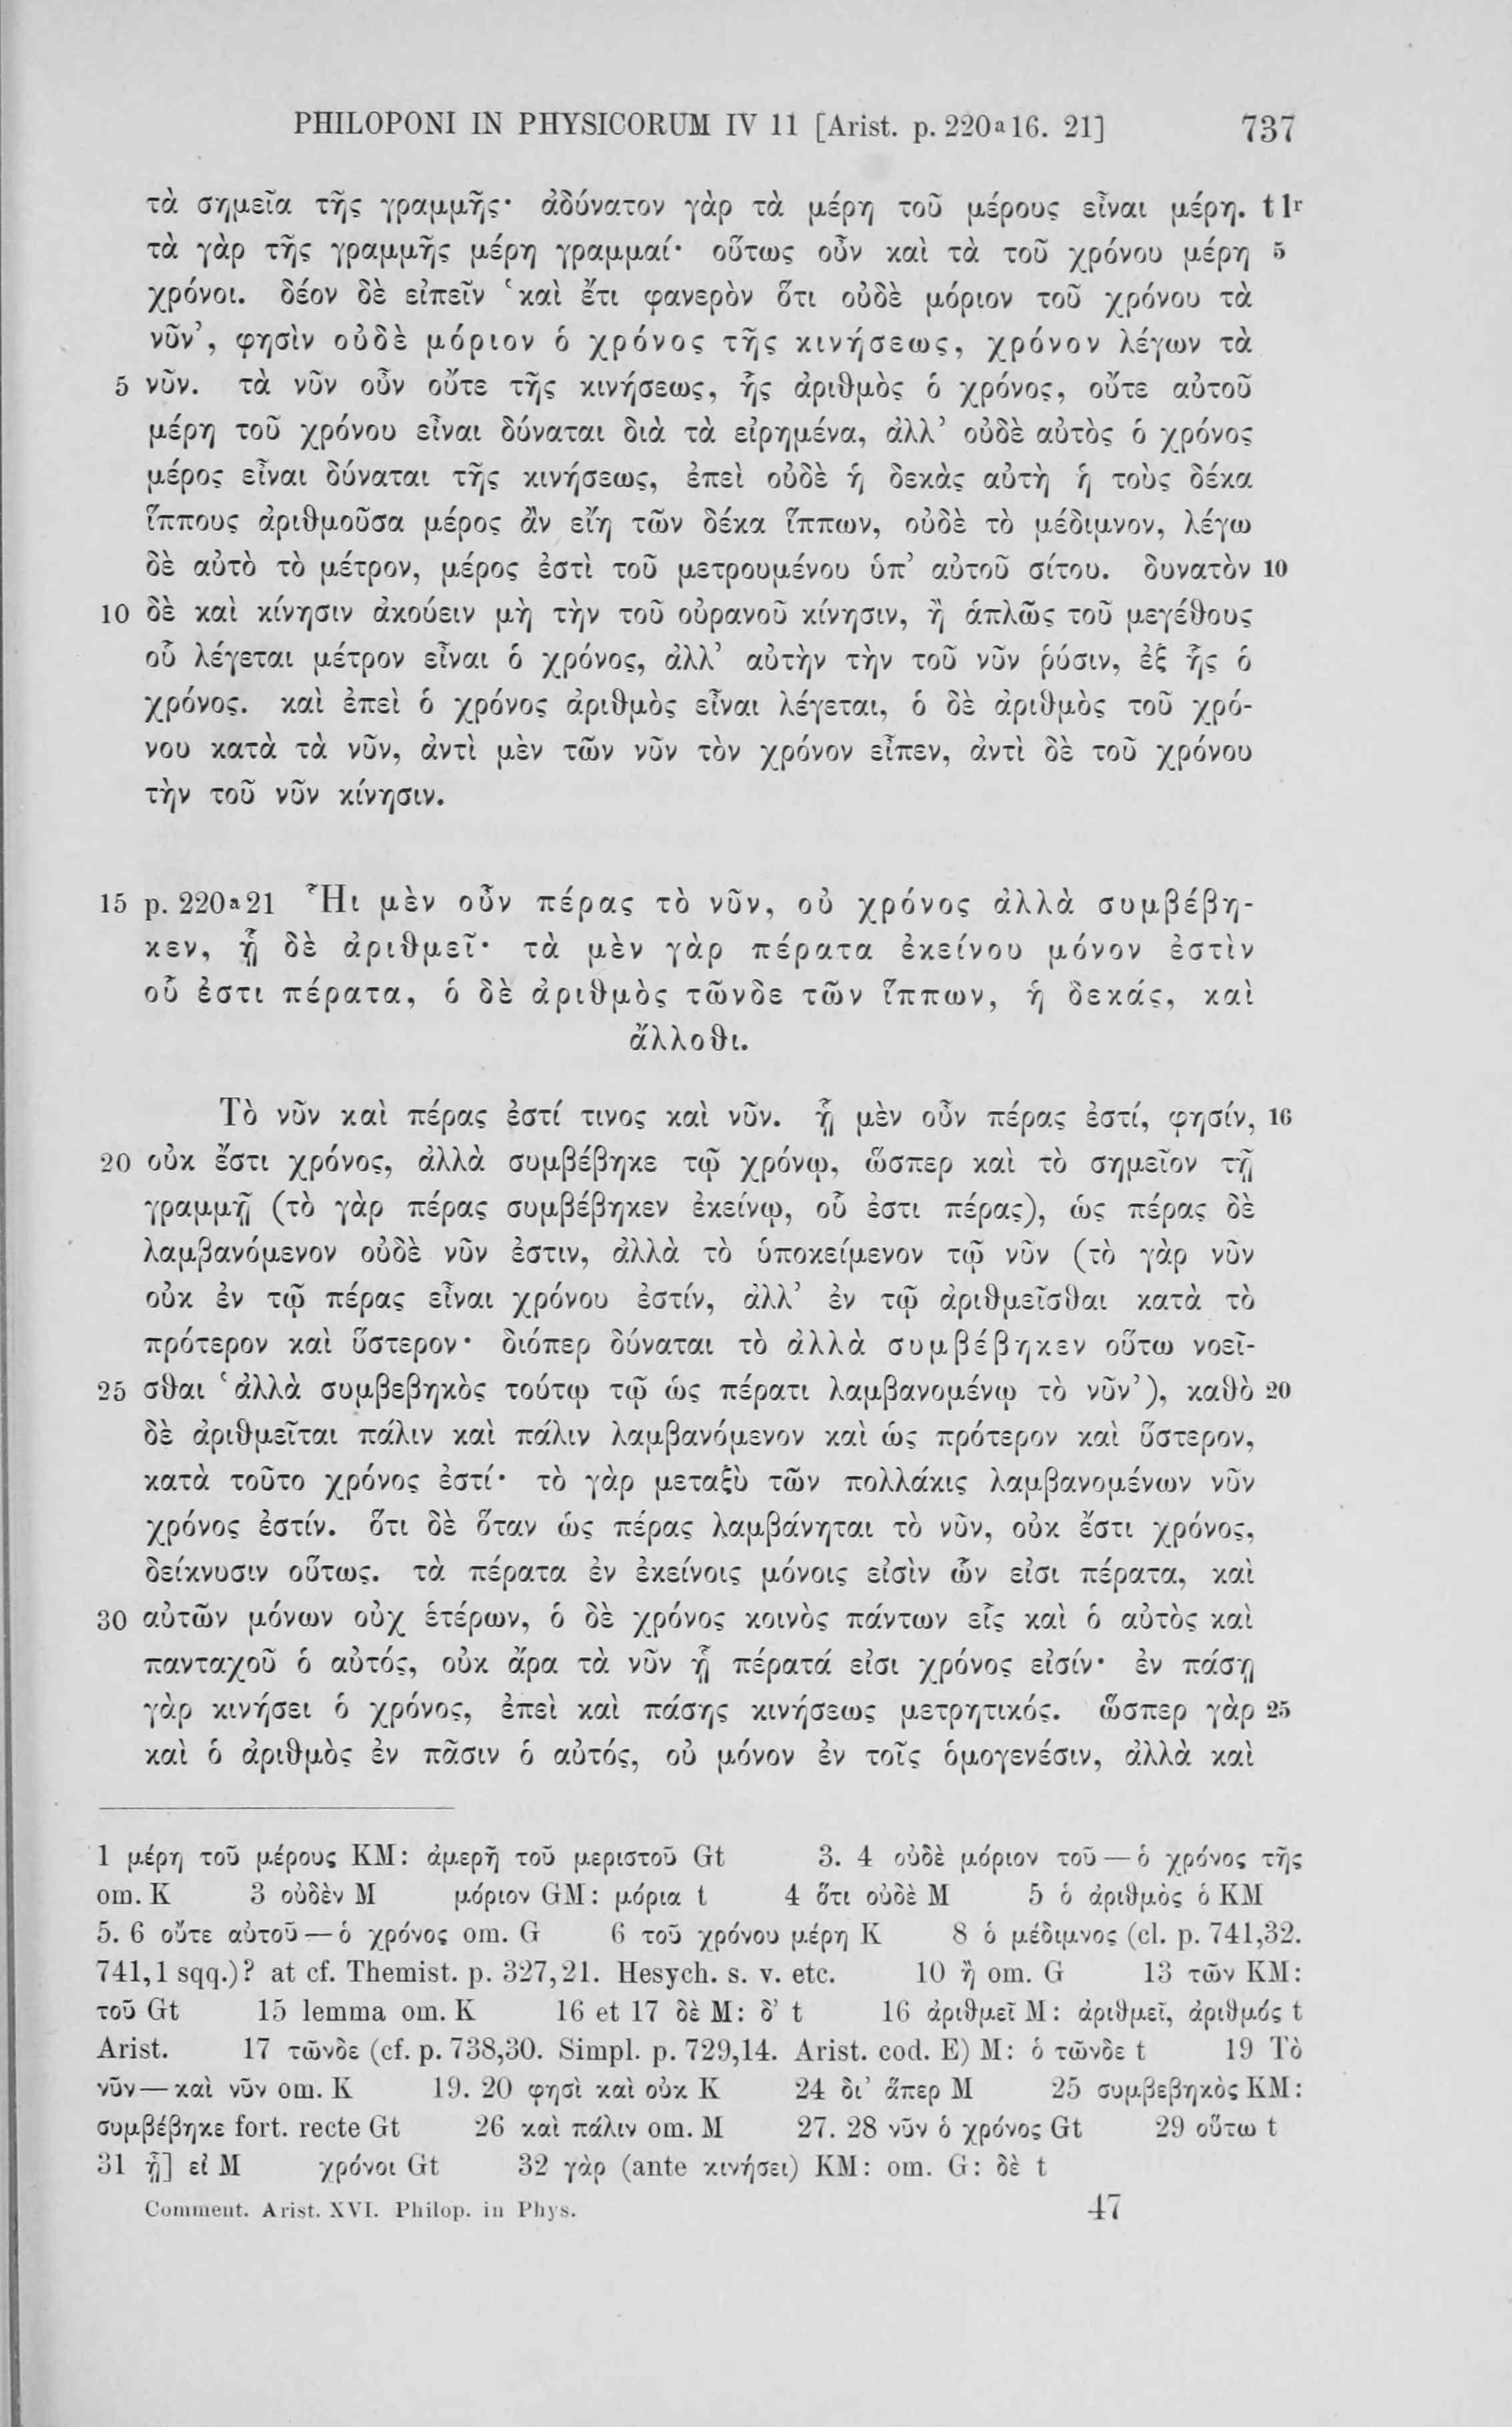 PHILOPONI IN PHYSICORUM IV 11 [Arist. p. 220ᵃ16. 21] 737
τὰ σημεῖα τῆς γραμμῆς· ἀδύνατον γὰρ τὰ μέρη τοῦ μέρους εἶναι μέρη. t 1ʳ
τὰ γὰρ τῆς γραμμῆς μέρη γραμμαί· οὕτως οὖν καὶ τὰ τοῦ χρόνου μέρη 5
χρόνοι. δέον δὲ εἰπεῖν ‘καὶ ἔτι φανερὸν ὅτι οὐδὲ μόριον τοῦ χρόνου τὰ
νῦν’, φησὶν οὐδὲ μόριον ὁ χρόνος τῆς κινήσεως, χρόνον λέγων τὰ
5 νῦν. τὰ νῦν οὖν οὔτε τῆς κινήσεως, ἧς ἀριθμὸς ὁ χρόνος, οὔτε αὐτοῦ
μέρη τοῦ χρόνου εἶναι δύναται διὰ τὰ εἰρημένα, ἀλλ’ οὐδὲ αὐτὸς ὁ χρόνος
μέρος εἶναι δύναται τῆς κινήσεως, ἐπεὶ οὐδὲ ἡ δεκὰς αὐτὴ ἡ τοὺς δέκα
ἵππους ἀριθμοῦσα μέρος ἂν εἴη τῶν δέκα ἵππων, οὐδὲ τὸ μέδιμνον, λέγω
δὲ αὐτὸ τὸ μέτρον, μέρος ἐστὶ τοῦ μετρουμένου ὑπ’ αὐτοῦ σίτου. δυνατὸν 10
10 δὲ καὶ κίνησιν ἀκούειν μὴ τὴν τοῦ οὐρανοῦ κίνησιν, ἢ ἁπλῶς τοῦ μεγέθους
οὗ λέγεται μέτρον εἶναι ὁ χρόνος, ἀλλ’ αὐτὴν τὴν τοῦ νῦν ῥύσιν, ἐξ ἧς ὁ
χρόνος. καὶ ἐπεὶ ὁ χρόνος ἀριθμὸς εἶναι λέγεται, ὁ δὲ ἀριθμὸς τοῦ χρό-
νου κατὰ τὰ νῦν, ἀντὶ μὲν τῶν νῦν τὸν χρόνον εἶπεν, ἀντὶ δὲ τοῦ χρόνου
τὴν τοῦ νῦν κίνησιν.
15 p. 220ᵃ21 Ἧι μὲν οὖν πέρας τὸ νῦν, οὐ χρόνος ἀλλὰ συμβέβη-
κεν, ᾗ δὲ ἀριθμεῖ· τὰ μὲν γὰρ πέρατα ἐκείνου μόνον ἐστὶν
οὗ ἐστι πέρατα, ὁ δὲ ἀριθμὸς τῶνδε τῶν ἵππων, ἡ δεκάς, καὶ
ἄλλοθι.
Τὸ νῦν καὶ πέρας ἐστί τινος καὶ νῦν. ᾗ μὲν οὖν πέρας ἐστί, φησίν, 16
20 οὐκ ἔστι χρόνος, ἀλλὰ συμβέβηκε τῷ χρόνῳ, ὥσπερ καὶ τὸ σημεῖον τῇ
γραμμῇ (τὸ γὰρ πέρας συμβέβηκεν ἐκείνῳ, οὗ ἐστι πέρας), ὡς πέρας δὲ
λαμβανόμενον οὐδὲ νῦν ἐστιν, ἀλλὰ τὸ ὑποκείμενον τῷ νῦν (τὸ γὰρ νῦν
οὐκ ἐν τῷ πέρας εἶναι χρόνου ἐστίν, ἀλλ’ ἐν τῷ ἀριθμεῖσθαι κατὰ τὸ
πρότερον καὶ ὕστερον· διόπερ δύναται τὸ ἀλλὰ συμβέβηκεν οὕτω νοεῖ-
25 σθαι ‘ἀλλὰ συμβεβηκὸς τούτῳ τῷ ὡς πέρατι λαμβανομένῳ τὸ νῦν’), καθὸ 20
δὲ ἀριθμεῖται πάλιν καὶ πάλιν λαμβανόμενον καὶ ὡς πρότερον καὶ ὕστερον,
κατὰ τοῦτο χρόνος ἐστί· τὸ γὰρ μεταξὺ τῶν πολλάκις λαμβανομένων νῦν
χρόνος ἐστίν. ὅτι δὲ ὅταν ὡς πέρας λαμβάνηται τὸ νῦν, οὐκ ἔστι χρόνος,
δείκνυσιν οὕτως. τὰ πέρατα ἐν ἐκείνοις μόνοις εἰσὶν ὧν εἰσι πέρατα, καὶ
30 αὐτῶν μόνων οὐχ ἑτέρων, ὁ δὲ χρόνος κοινὸς πάντων εἷς καὶ ὁ αὐτὸς καὶ
πανταχοῦ ὁ αὐτός, οὐκ ἄρα τὰ νῦν ᾗ πέρατά εἰσι χρόνος εἰσίν· ἐν πάσῃ
γὰρ κινήσει ὁ χρόνος, ἐπεὶ καὶ πάσης κινήσεως μετρητικός. ὥσπερ γὰρ 25
καὶ ὁ ἀριθμὸς ἐν πᾶσιν ὁ αὐτός, οὐ μόνον ἐν τοῖς ὁμογενέσιν, ἀλλὰ καὶ
1 μέρη τοῦ μέρους KM: ἀμερῆ τοῦ μεριστοῦ Gt 3. 4 οὐδὲ μόριον τοῦ — ὁ χρόνος τῆς
om. K 3 οὐδὲν M μόριον GM: μόρια t 4 ὅτι οὐδὲ M 5 ὁ ἀριθμὸς ὁ KM
5. 6 οὔτε αὐτοῦ — ὁ χρόνος om. G 6 τοῦ χρόνου μέρη K 8 ὁ μέδιμνος (cl. p. 741,32.
741,1 sqq.)? at cf. Themist. p. 327,21. Hesych. s. v. etc. 10 ἢ om. G 13 τῶν KM:
τοῦ Gt 15 lemma om. K 16 et 17 δὲ M: δ’ t 16 ἀριθμεῖ M: ἀριθμεῖ, ἀριθμός t
Arist. 17 τῶνδε (cf. p. 738,30. Simpl. p. 729,14. Arist. cod. E) M: ὁ τῶνδε t 19 Τὸ
νῦν — καὶ νῦν om. K 19. 20 φησὶ καὶ οὐκ K 24 δι’ ἅπερ M 25 συμβεβηκὸς KM:
συμβέβηκε fort. recte Gt 26 καὶ πάλιν om. M 27. 28 νῦν ὁ χρόνος Gt 29 οὕτω t
31 ᾗ] εἰ M χρόνοι Gt 32 γὰρ (ante κινήσει) KM: om. G: δὲ t
Comment. Arist. XVI. Philop. in Phys. 47